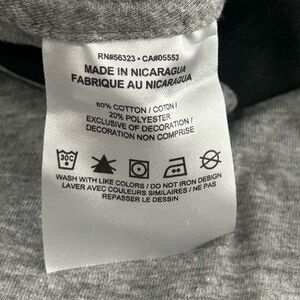 RN#56323 • CA#05553
MADE IN NICARAGUA
FABRIQUE AU NICARAGUA
80% COTTON / COTON
20% POLYESTER
EXCLUSIVE OF DECORATION /
DECORATION NON COMPRISE
30C
WASH WITH LIKE COLORS / DO NOT IRON DESIGN
LAVER AVEC COULEURS SIMILAIRES / NE PAS
REPASSER LE DESSIN